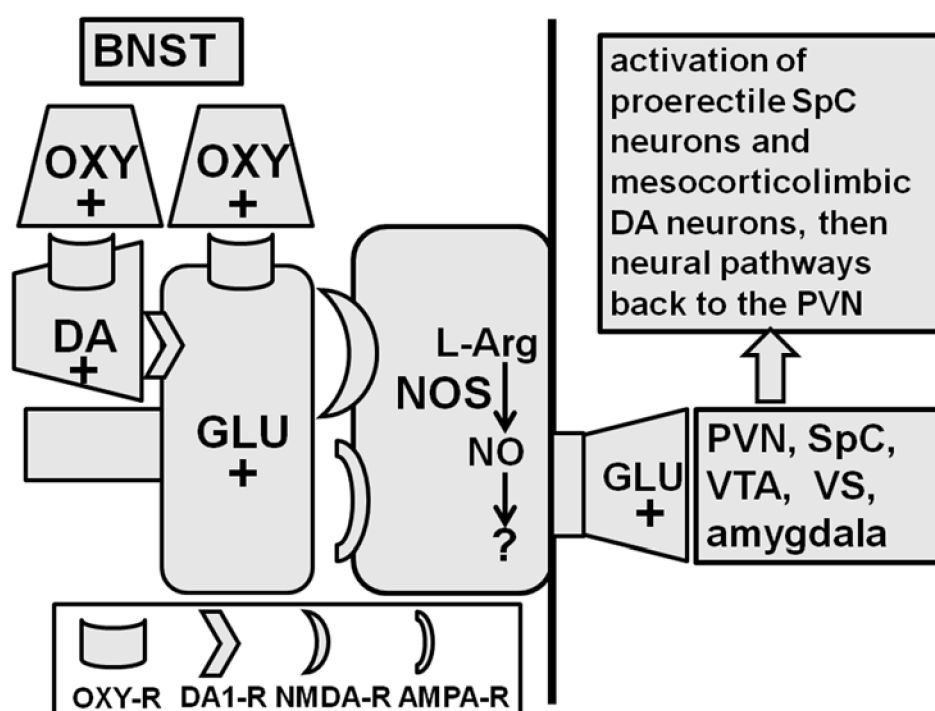 BNST
OXY
+
OXY
+
DA
+
GLU
+
L-Arg
NOS
NO
?
GLU
+
activation of
proerectile SpC
neurons and
mesocorticolimbic
DA neurons, then
neural pathways
back to the PVN
PVN, SpC,
VTA, VS,
amygdala
OXY-R DA1-R NMDA-R AMPA-R